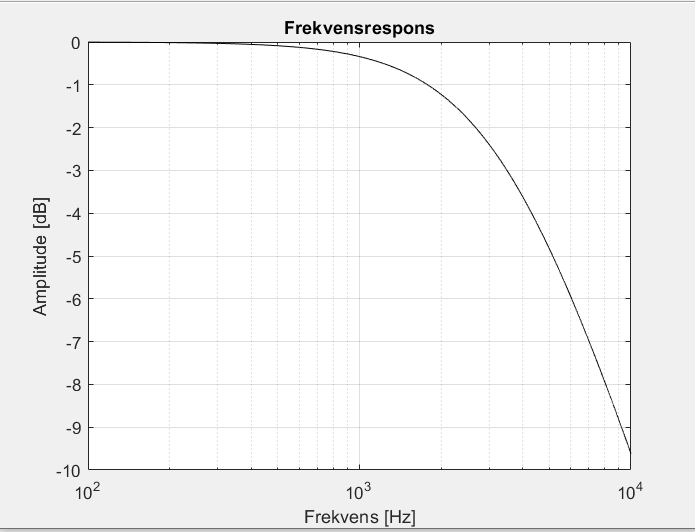 Frekvensrespons
0
-1
-2
-3
-4
-5
-6
-7
-8
-9
-10
Amplitude [dB]
10² 10³ 10⁴
Frekvens [Hz]